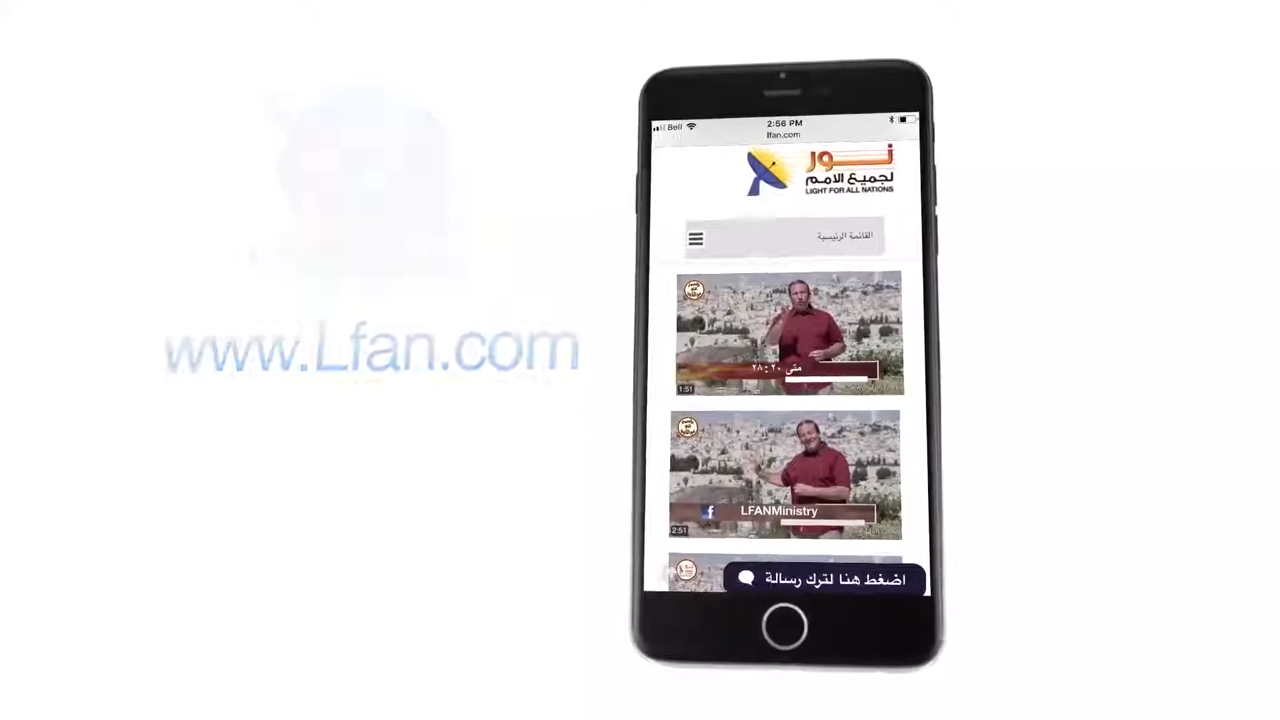 www.Lfan.com
Bell
2:56 PM
lfan.com
نور
لجميع الامم
LIGHT FOR ALL NATIONS
القائمة الرئيسية
متى ٢٠:٢٨
1:51
LFANMinistry
2:51
اضغط هنا لترك رسالة